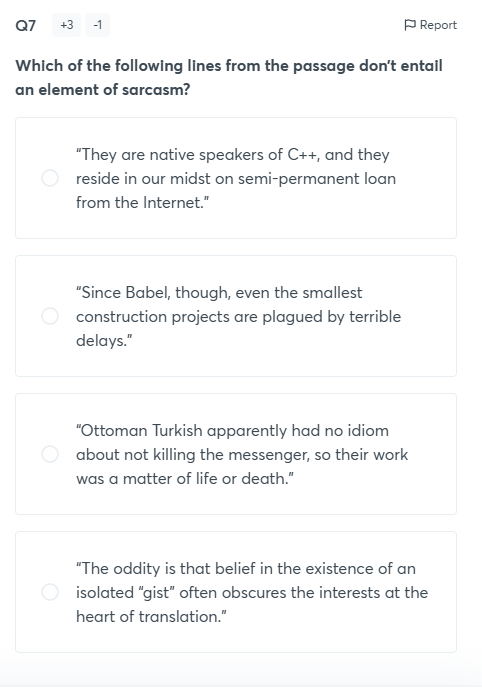 Q7 +3 -1 Report
Which of the following lines from the passage don't entail
an element of sarcasm?
“They are native speakers of C++, and they
reside in our midst on semi-permanent loan
from the Internet.”
“Since Babel, though, even the smallest
construction projects are plagued by terrible
delays.”
“Ottoman Turkish apparently had no idiom
about not killing the messenger, so their work
was a matter of life or death.”
“The oddity is that belief in the existence of an
isolated “gist” often obscures the interests at the
heart of translation.”